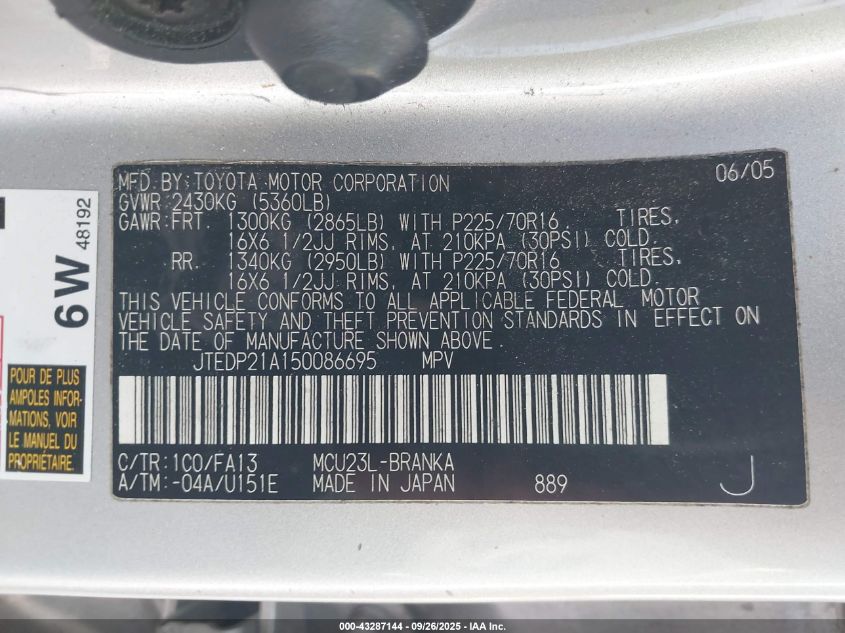 MFD. BY: TOYOTA MOTOR CORPORATION 06/05
GVWR: 2430KG (5360LB)
GAWR: FRT. 1300KG (2865LB) WITH P225/70R16 TIRES,
16X6 1/2JJ RIMS, AT 210KPA (30PSI) COLD.
RR. 1340KG (2950LB) WITH P225/70R16 TIRES,
16X6 1/2JJ RIMS, AT 210KPA (30PSI) COLD.
THIS VEHICLE CONFORMS TO ALL APPLICABLE FEDERAL MOTOR
VEHICLE SAFETY AND THEFT PREVENTION STANDARDS IN EFFECT ON
THE DATE OF MANUFACTURE SHOWN ABOVE.
JTEDP21A150086695 MPV
C/TR: 1C0/FA13 MCU23L-BRANKA
A/TM: -04A/U151E MADE IN JAPAN 889 J
6 W 48192
POUR DE PLUS
AMPOLES INFOR-
MATIONS, VOIR
LE MANUEL DU
PROPRIÉTAIRE.
000-43287144 - 09/26/2025 - IAA Inc.